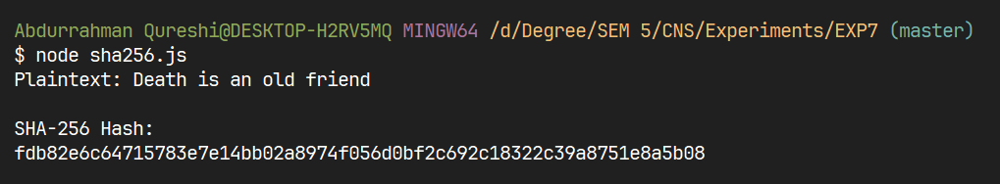 Abdurrahman Qureshi@DESKTOP-H2RV5MQ MINGW64 /d/Degree/SEM 5/CNS/Experiments/EXP7 (master)
$ node sha256.js
Plaintext: Death is an old friend
SHA-256 Hash:
fdb82e6c64715783e7e14bb02a8974f056d0bf2c692c18322c39a8751e8a5b08